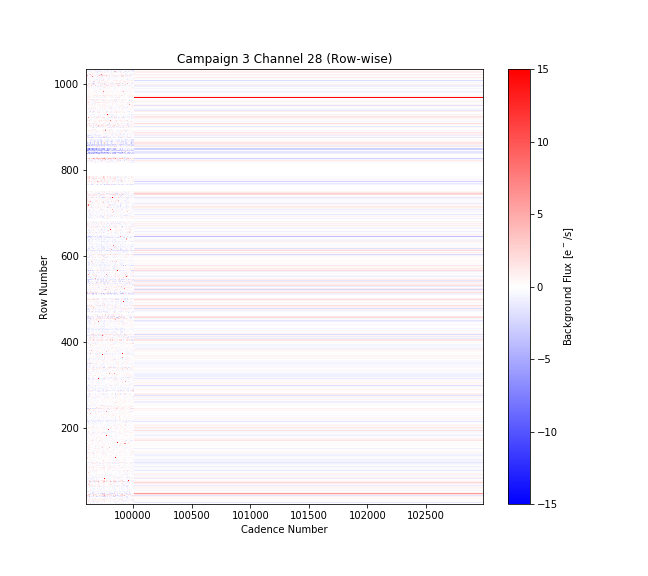 Campaign 3 Channel 28 (Row-wise)
1000
800
600
400
200
Row Number
100000 100500 101000 101500 102000 102500
Cadence Number
15
10
5
0
−5
−10
−15
Background Flux [e⁻/s]